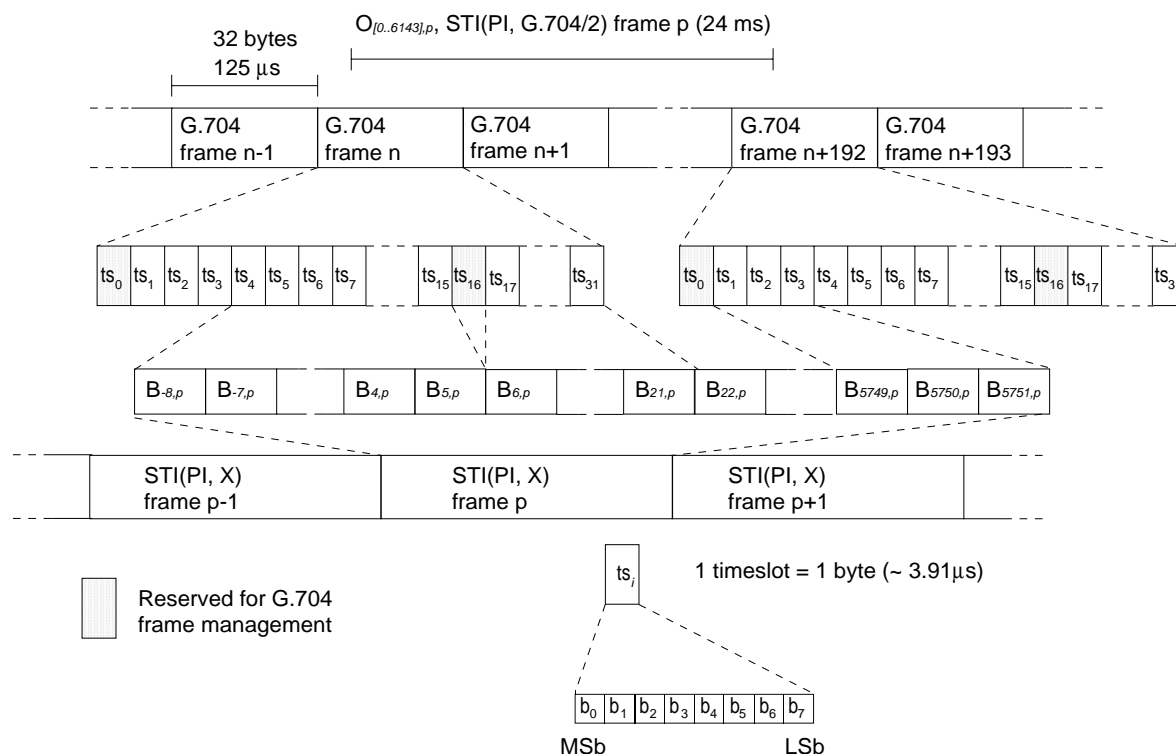 O[0..6143],p, STI(PI, G.704/2) frame p (24 ms)
32 bytes
125 µs
G.704 frame n-1
G.704 frame n
G.704 frame n+1
G.704 frame n+192
G.704 frame n+193
ts0 ts1 ts2 ts3 ts4 ts5 ts6 ts7 ts15 ts16 ts17 ts31
ts0 ts1 ts2 ts3 ts4 ts5 ts6 ts7 ts15 ts16 ts17 ts3
B-8,p B-7,p B4,p B5,p B6,p B21,p B22,p B5749,p B5750,p B5751,p
STI(PI, X) frame p-1
STI(PI, X) frame p
STI(PI, X) frame p+1
tsi
1 timeslot = 1 byte (~ 3.91µs)
Reserved for G.704
frame management
b0 b1 b2 b3 b4 b5 b6 b7
MSb LSb